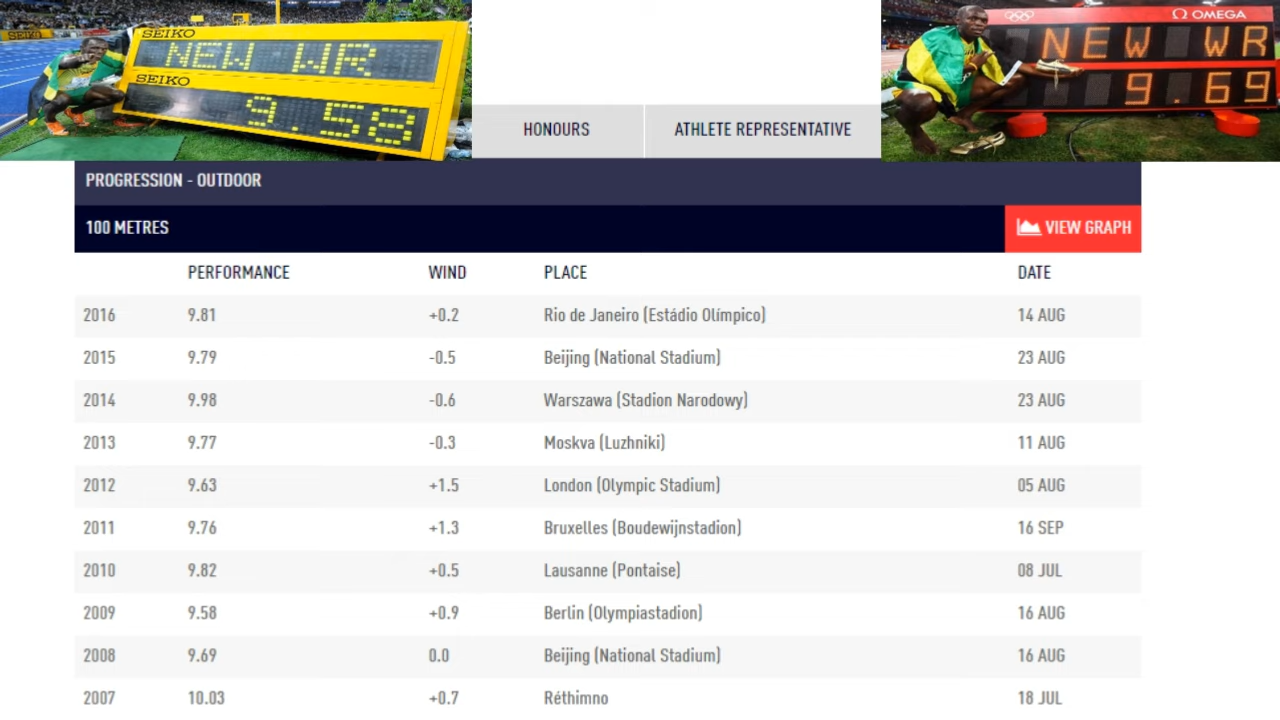 SEIKO
NEW WR
SEIKO
9.58
SEIKO
Ω OMEGA
NEW WR
9.69
HONOURS
ATHLETE REPRESENTATIVE
PROGRESSION - OUTDOOR
100 METRES
VIEW GRAPH
PERFORMANCE WIND PLACE DATE
2016 9.81 +0.2 Rio de Janeiro (Estádio Olímpico) 14 AUG
2015 9.79 -0.5 Beijing (National Stadium) 23 AUG
2014 9.98 -0.6 Warszawa (Stadion Narodowy) 23 AUG
2013 9.77 -0.3 Moskva (Luzhniki) 11 AUG
2012 9.63 +1.5 London (Olympic Stadium) 05 AUG
2011 9.76 +1.3 Bruxelles (Boudewijnstadion) 16 SEP
2010 9.82 +0.5 Lausanne (Pontaise) 08 JUL
2009 9.58 +0.9 Berlin (Olympiastadion) 16 AUG
2008 9.69 0.0 Beijing (National Stadium) 16 AUG
2007 10.03 +0.7 Réthimno 18 JUL